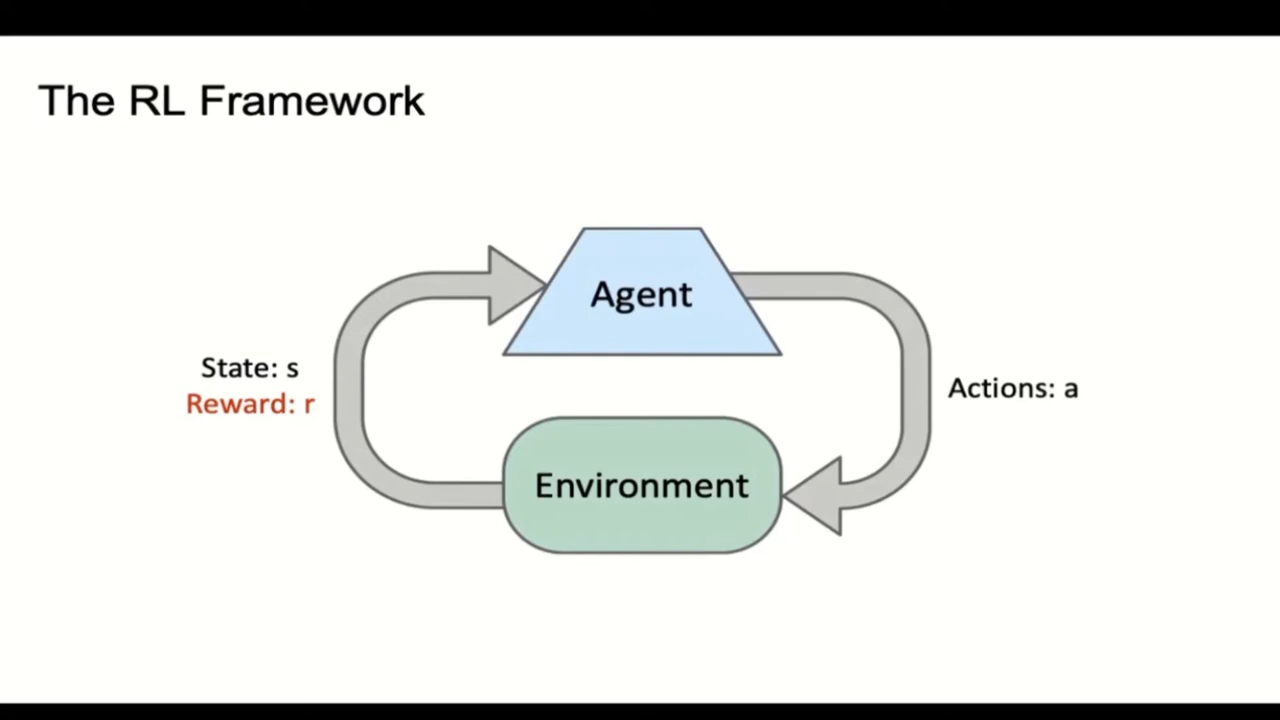 The RL Framework
Agent
State: s
Reward: r
Actions: a
Environment